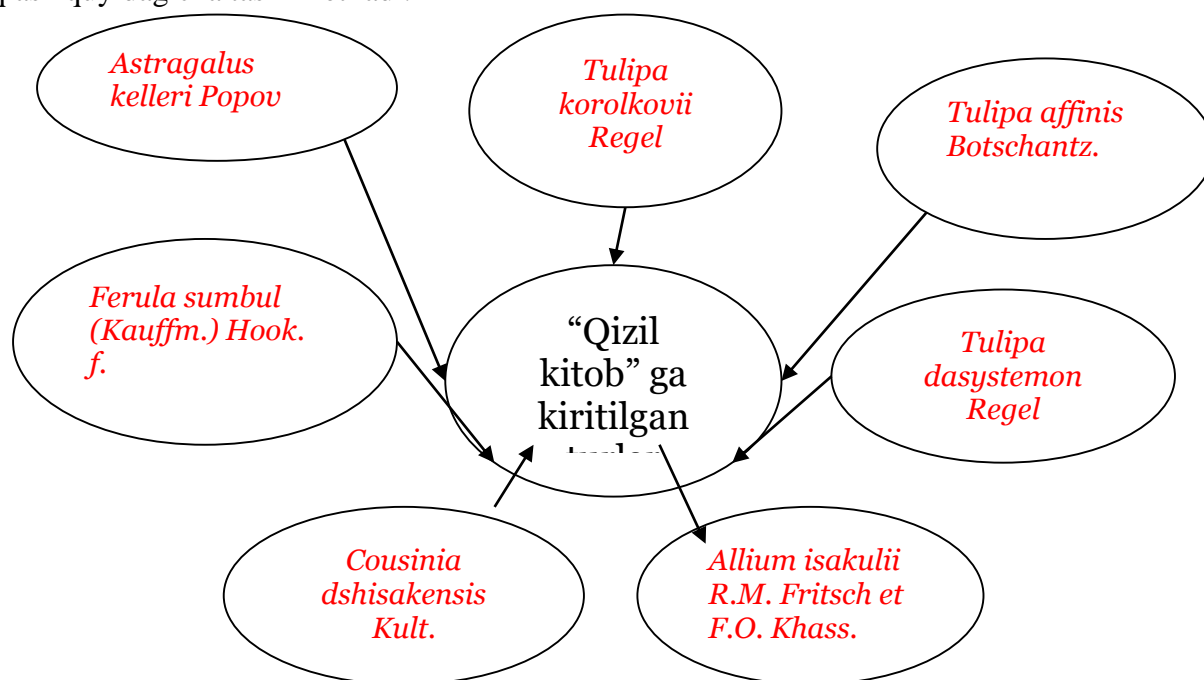 Astragalus
kelleri Popov
Tulipa
korolkovii
Regel
Tulipa affinis
Botschantz.
Ferula sumbul
(Kauffm.) Hook.
f.
“Qizil
kitob” ga
kiritilgan
Tulipa
dasystemon
Regel
Cousinia
dshisakensis
Kult.
Allium isakulii
R.M. Fritsch et
F.O. Khass.